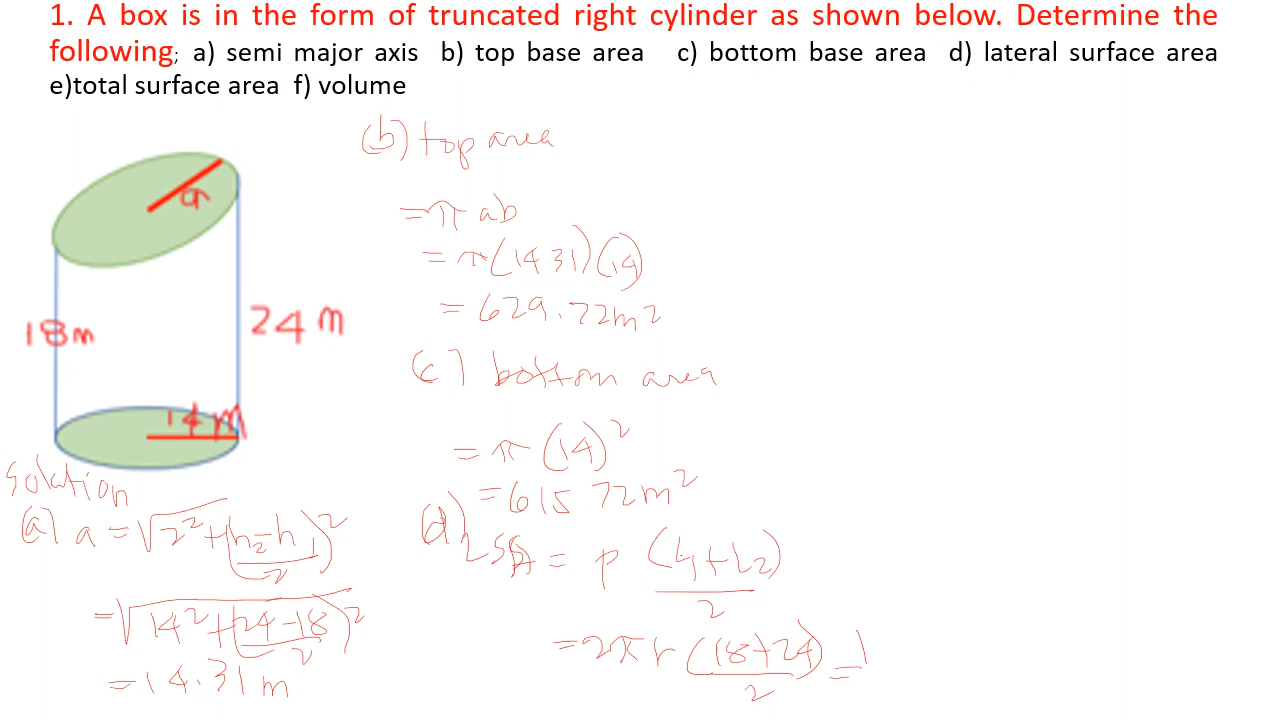 1. A box is in the form of truncated right cylinder as shown below. Determine the
following; a) semi major axis b) top base area c) bottom base area d) lateral surface area
e)total surface area f) volume
a
18m
24 m
14m
Solution
(a) a = √r² + (h₂-h₁/2)²
= √14² + (24-18/2)²
= 14.31 m
(b) top area
= π ab
= π (14 31) (14)
= 629.72m²
(c) bottom area
= π (14)²
= 615 72m²
(d) LSA = P (L₁+L₂)/2
= 2πr (18+24)/2 = 1